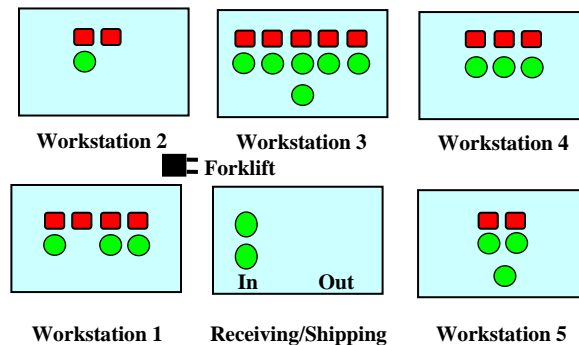 Workstation 2
Workstation 3
Workstation 4
Forklift
In
Out
Workstation 1
Receiving/Shipping
Workstation 5